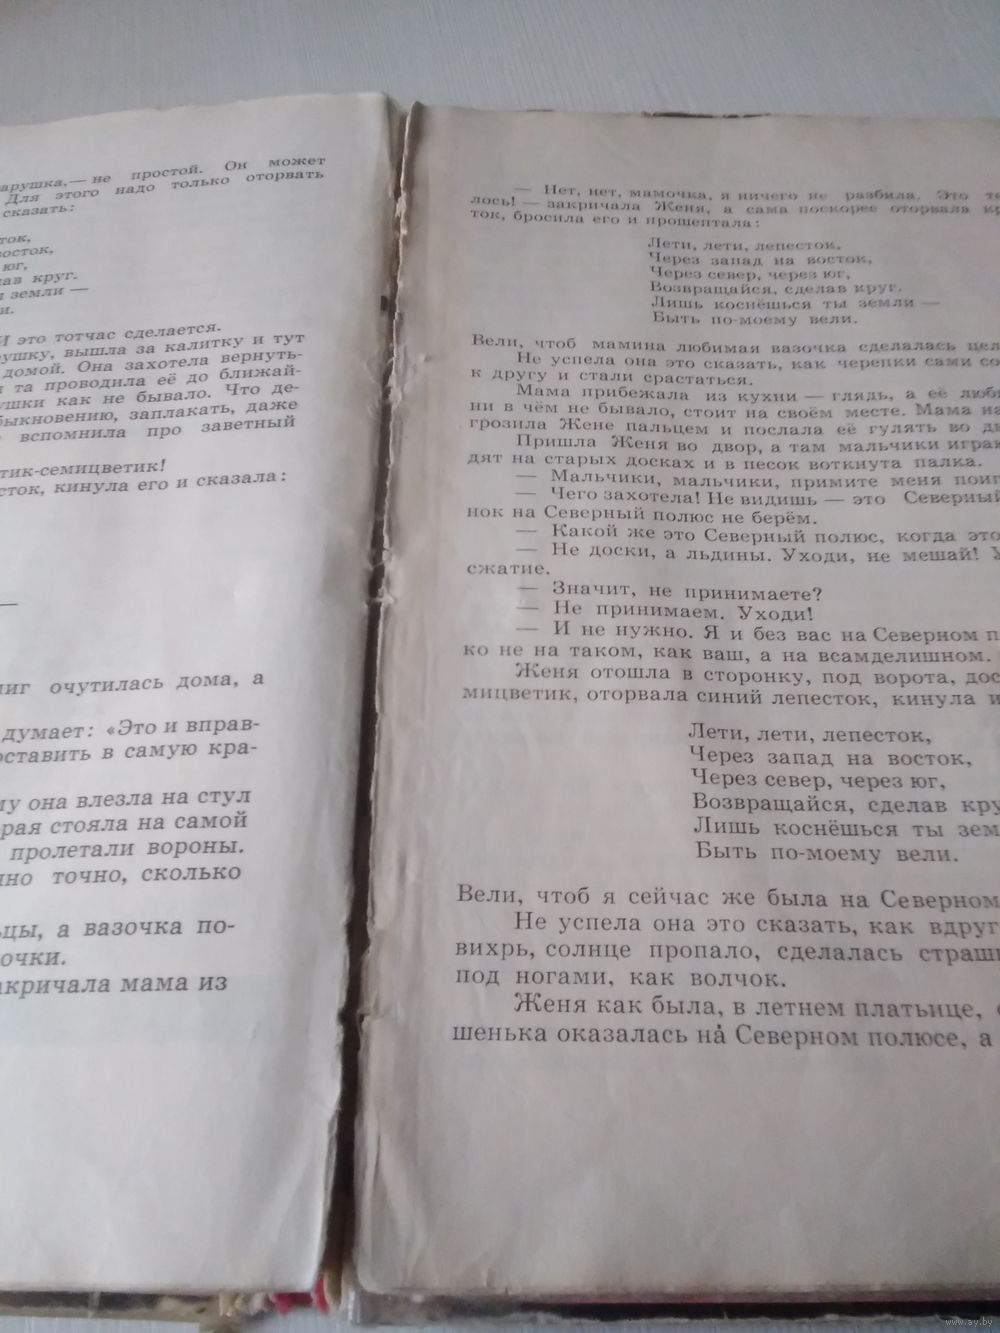 арушка,— не простой. Он может
Для этого надо только оторвать
сказать:
ток,
восток,
юг,
лав круг.
и земли —
и.
И это тотчас сделается.
рушку, вышла за калитку и тут
домой. Она захотела вернуть-
и та проводила её до ближай-
ушки как не бывало. Что де-
быкновению, заплакать, даже
вспомнила про заветный
тик-семицветик!
сток, кинула его и сказала:
—
миг очутилась дома, а
думает: «Это и вправ-
оставить в самую кра-
му она влезла на стул
орая стояла на самой
пролетали вороны.
нно точно, сколько
ьцы, а вазочка по-
очки.
акричала мама из
— Нет, нет, мамочка, я ничего не разбила. Это те
лось! — закричала Женя, а сама поскорее оторвала кр
ток, бросила его и прошептала:
Лети, лети, лепесток,
Через запад на восток,
Через север, через юг,
Возвращайся, сделав круг.
Лишь коснёшься ты земли —
Быть по-моему вели.
Вели, чтоб мамина любимая вазочка сделалась цел
Не успела она это сказать, как черепки сами со
к другу и стали срастаться.
Мама прибежала из кухни — глядь, а её люби
ни в чём не бывало, стоит на своём месте. Мама на
грозила Жене пальцем и послала её гулять во дв
Пришла Женя во двор, а там мальчики играю
дят на старых досках и в песок воткнута палка.
— Мальчики, мальчики, примите меня поиг
— Чего захотела! Не видишь — это Северный
нок на Северный полюс не берём.
— Какой же это Северный полюс, когда это
— Не доски, а льдины. Уходи, не мешай! У
сжатие.
— Значит, не принимаете?
— Не принимаем. Уходи!
— И не нужно. Я и без вас на Северном п
ко не на таком, как ваш, а на всамделишном.
Женя отошла в сторонку, под ворота, дос
мицветик, оторвала синий лепесток, кинула и
Лети, лети, лепесток,
Через запад на восток,
Через север, через юг,
Возвращайся, сделав кру
Лишь коснёшься ты зем
Быть по-моему вели.
Вели, чтоб я сейчас же была на Северном
Не успела она это сказать, как вдруг
вихрь, солнце пропало, сделалась страш
под ногами, как волчок.
Женя как была, в летнем платьице, с
шенька оказалась на Северном полюсе, а
www.ay.by